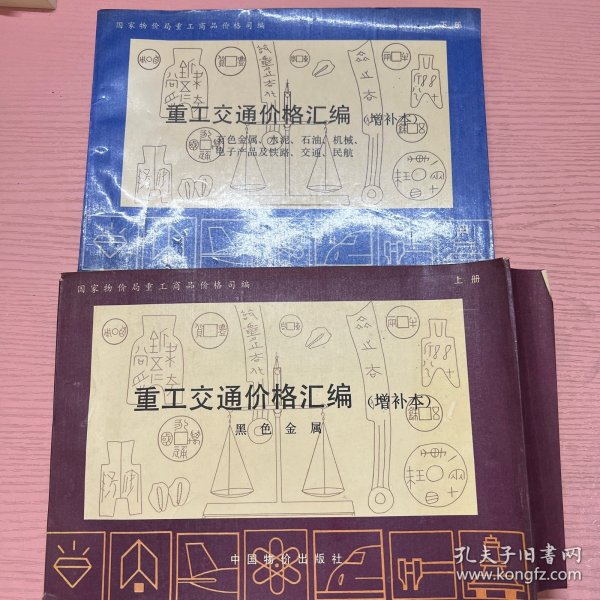 国家物价局重工商品价格司编
下册
重工交通价格汇编(增补本)
有色金属、水泥、石油、机械、
电子产品及铁路、交通、民航
国家物价局重工商品价格司编
上册
重工交通价格汇编(增补本)
黑色金属
中国物价出版社
孔夫子旧书网
www.kongfz.com